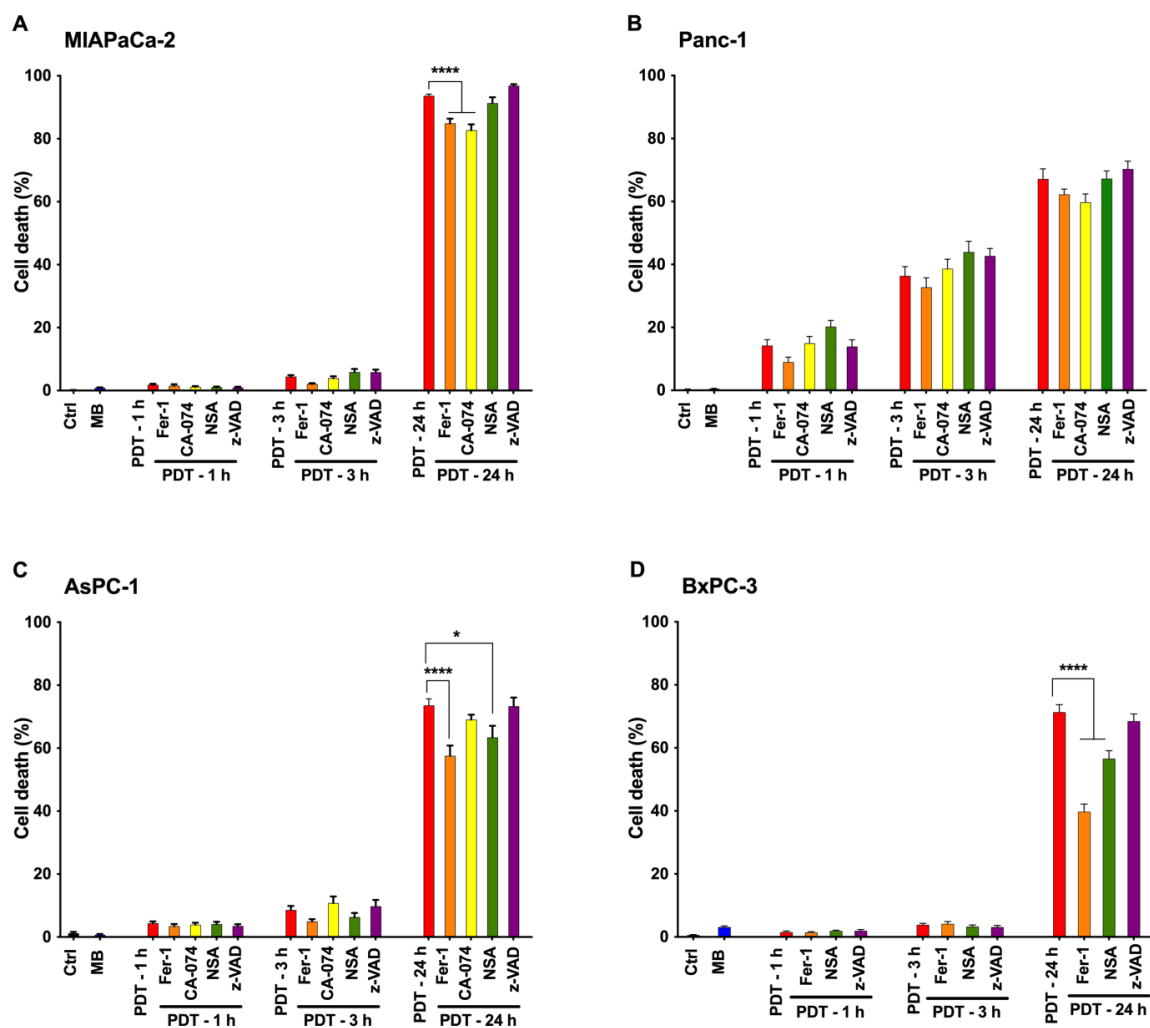 A
MIAPaCa-2
Cell death (%)
100
80
60
40
20
0
****
Ctrl
MB
PDT - 1 h
Fer-1
CA-074
NSA
z-VAD
PDT - 1 h
PDT - 3 h
Fer-1
CA-074
NSA
z-VAD
PDT - 3 h
PDT - 24 h
Fer-1
CA-074
NSA
z-VAD
PDT - 24 h
B
Panc-1
Cell death (%)
100
80
60
40
20
0
Ctrl
MB
PDT - 1 h
Fer-1
CA-074
NSA
z-VAD
PDT - 1 h
PDT - 3 h
Fer-1
CA-074
NSA
z-VAD
PDT - 3 h
PDT - 24 h
Fer-1
CA-074
NSA
z-VAD
PDT - 24 h
C
AsPC-1
Cell death (%)
100
80
60
40
20
0
*
****
Ctrl
MB
PDT - 1 h
Fer-1
CA-074
NSA
z-VAD
PDT - 1 h
PDT - 3 h
Fer-1
CA-074
NSA
z-VAD
PDT - 3 h
PDT - 24 h
Fer-1
CA-074
NSA
z-VAD
PDT - 24 h
D
BxPC-3
Cell death (%)
100
80
60
40
20
0
****
Ctrl
MB
PDT - 1 h
Fer-1
NSA
z-VAD
PDT - 1 h
PDT - 3 h
Fer-1
NSA
z-VAD
PDT - 3 h
PDT - 24 h
Fer-1
NSA
z-VAD
PDT - 24 h